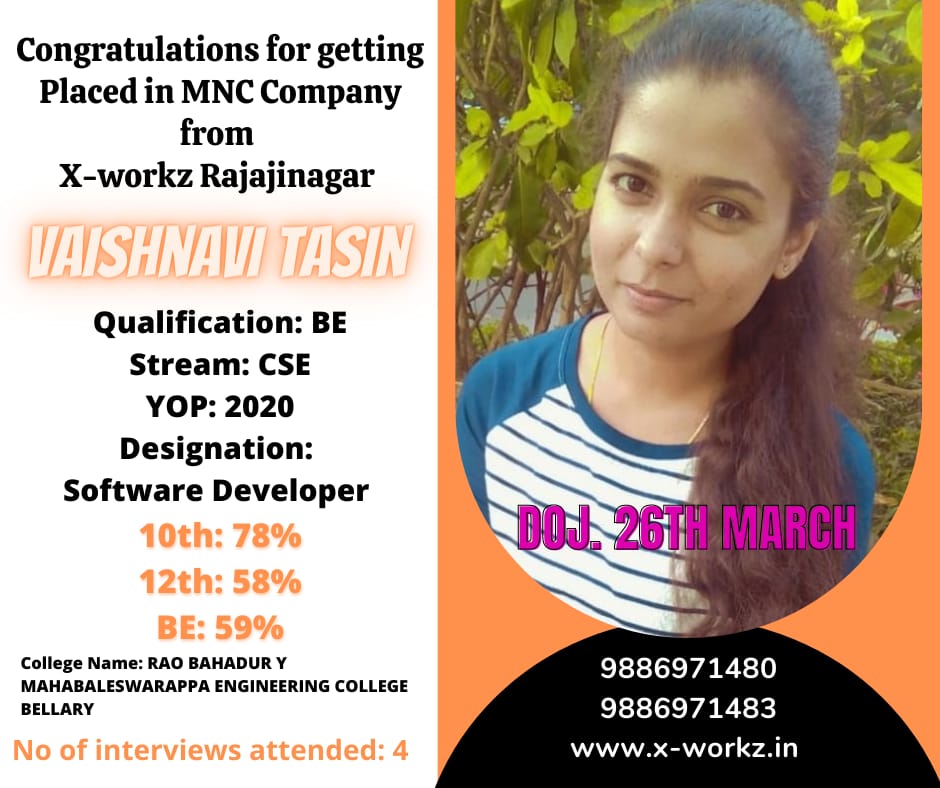 Congratulations for getting
Placed in MNC Company
from
X-workz Rajajinagar
VAISHNAVI TASIN
Qualification: BE
Stream: CSE
YOP: 2020
Designation:
Software Developer
10th: 78%
12th: 58%
BE: 59%
College Name: RAO BAHADUR Y
MAHABALESWARAPPA ENGINEERING COLLEGE
BELLARY
No of interviews attended: 4
DOJ. 26TH MARCH
9886971480
9886971483
www.x-workz.in